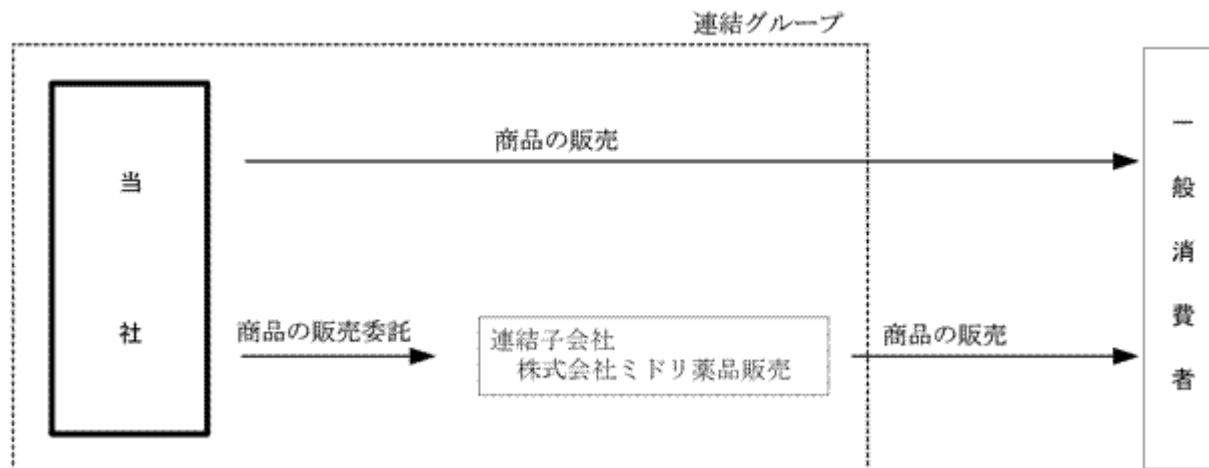 連結グループ
当社
商品の販売
商品の販売委託
連結子会社
株式会社ミドリ薬品販売
商品の販売
一般消費者